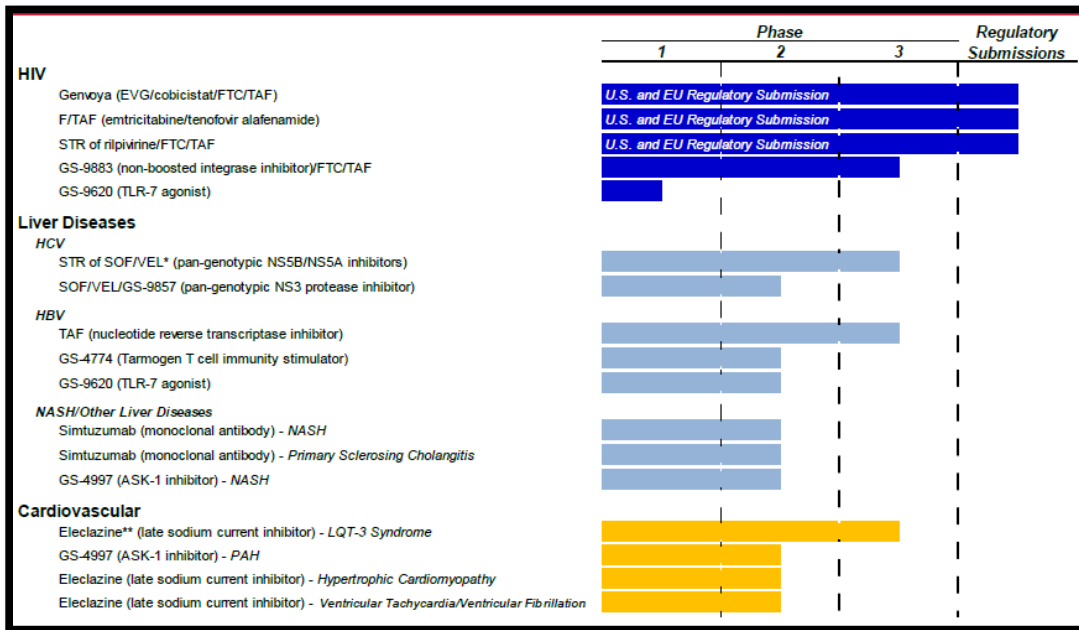 Phase
Regulatory Submissions
1 2 3
HIV
Genvoya (EVG/cobicistat/FTC/TAF)
U.S. and EU Regulatory Submission
F/TAF (emtricitabine/tenofovir alafenamide)
U.S. and EU Regulatory Submission
STR of rilpivirine/FTC/TAF
U.S. and EU Regulatory Submission
GS-9883 (non-boosted integrase inhibitor)/FTC/TAF
GS-9620 (TLR-7 agonist)
Liver Diseases
HCV
STR of SOF/VEL* (pan-genotypic NS5B/NS5A inhibitors)
SOF/VEL/GS-9857 (pan-genotypic NS3 protease inhibitor)
HBV
TAF (nucleotide reverse transcriptase inhibitor)
GS-4774 (Tarmogen T cell immunity stimulator)
GS-9620 (TLR-7 agonist)
NASH/Other Liver Diseases
Simtuzumab (monoclonal antibody) - NASH
Simtuzumab (monoclonal antibody) - Primary Sclerosing Cholangitis
GS-4997 (ASK-1 inhibitor) - NASH
Cardiovascular
Eleclazine** (late sodium current inhibitor) - LQT-3 Syndrome
GS-4997 (ASK-1 inhibitor) - PAH
Eleclazine (late sodium current inhibitor) - Hypertrophic Cardiomyopathy
Eleclazine (late sodium current inhibitor) - Ventricular Tachycardia/Ventricular Fibrillation